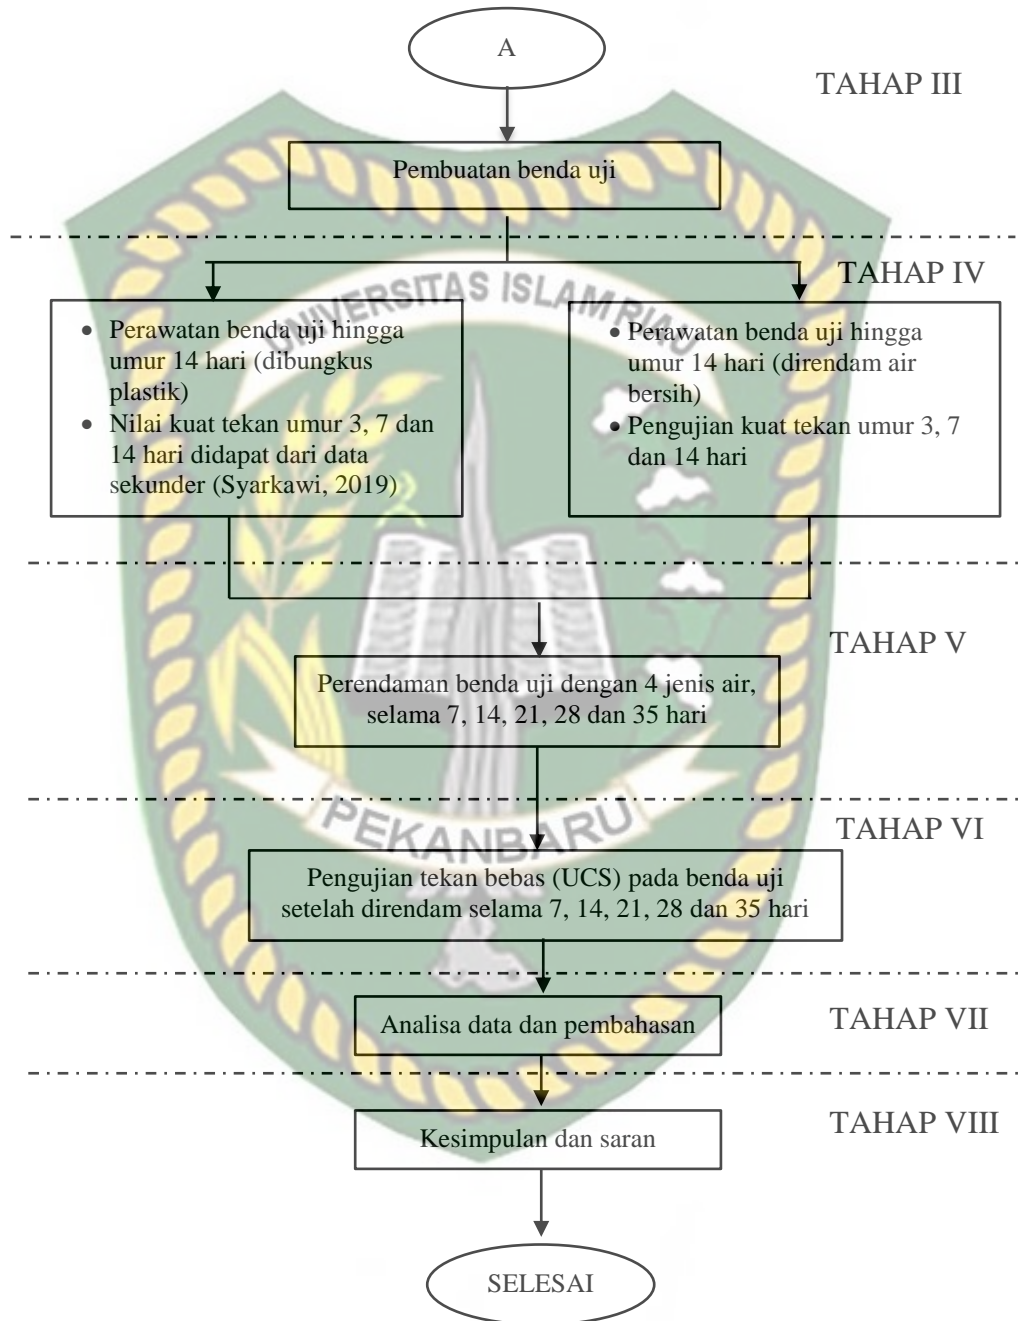 A
TAHAP III
Pembuatan benda uji
TAHAP IV
UNIVERSITAS ISLAM RIAU
• Perawatan benda uji hingga
umur 14 hari (dibungkus
plastik)
• Nilai kuat tekan umur 3, 7 dan
14 hari didapat dari data
sekunder (Syarkawi, 2019)
• Perawatan benda uji hingga
umur 14 hari (direndam air
bersih)
• Pengujian kuat tekan umur 3, 7
dan 14 hari
TAHAP V
Perendaman benda uji dengan 4 jenis air,
selama 7, 14, 21, 28 dan 35 hari
PEKANBARU
TAHAP VI
Pengujian tekan bebas (UCS) pada benda uji
setelah direndam selama 7, 14, 21, 28 dan 35 hari
TAHAP VII
Analisa data dan pembahasan
TAHAP VIII
Kesimpulan dan saran
SELESAI